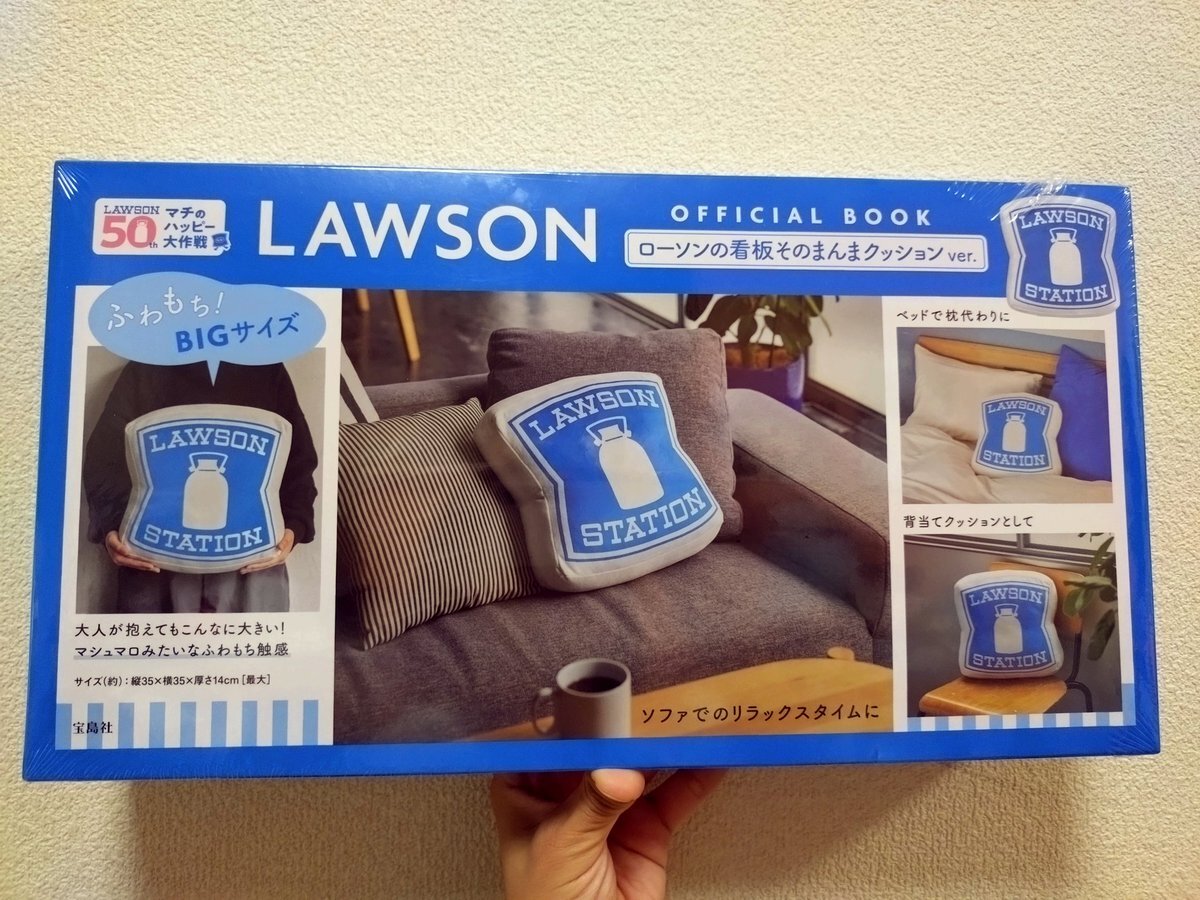 LAWSON
50th
マチの
ハッピー
大作戦
LAWSON
OFFICIAL BOOK
ローソンの看板そのまんまクッション ver.
LAWSON
STATION
ふわもち!
BIGサイズ
LAWSON
STATION
大人が抱えてもこんなに大きい!
マシュマロみたいなふわもち触感
サイズ(約):縦35×横35×厚さ14cm[最大]
宝島社
LAWSON
STATION
ソファでのリラックスタイムに
ベッドで枕代わりに
LAWSON
STATION
背当てクッションとして
LAWSON
STATION